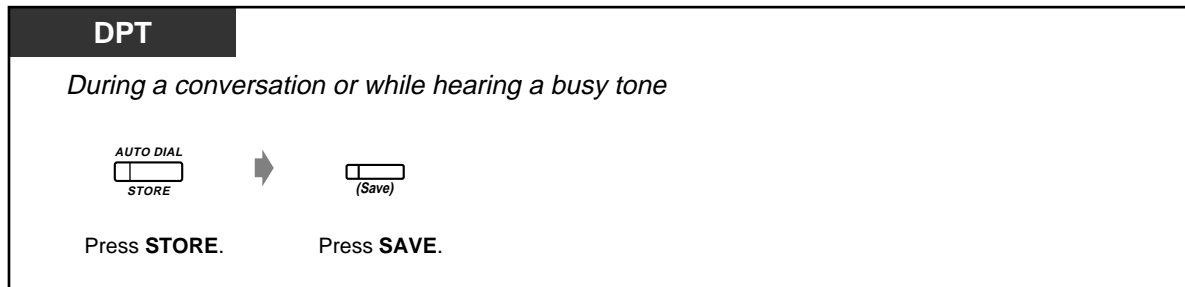 DPT
During a conversation or while hearing a busy tone
AUTO DIAL
STORE
(Save)
Press STORE.
Press SAVE.